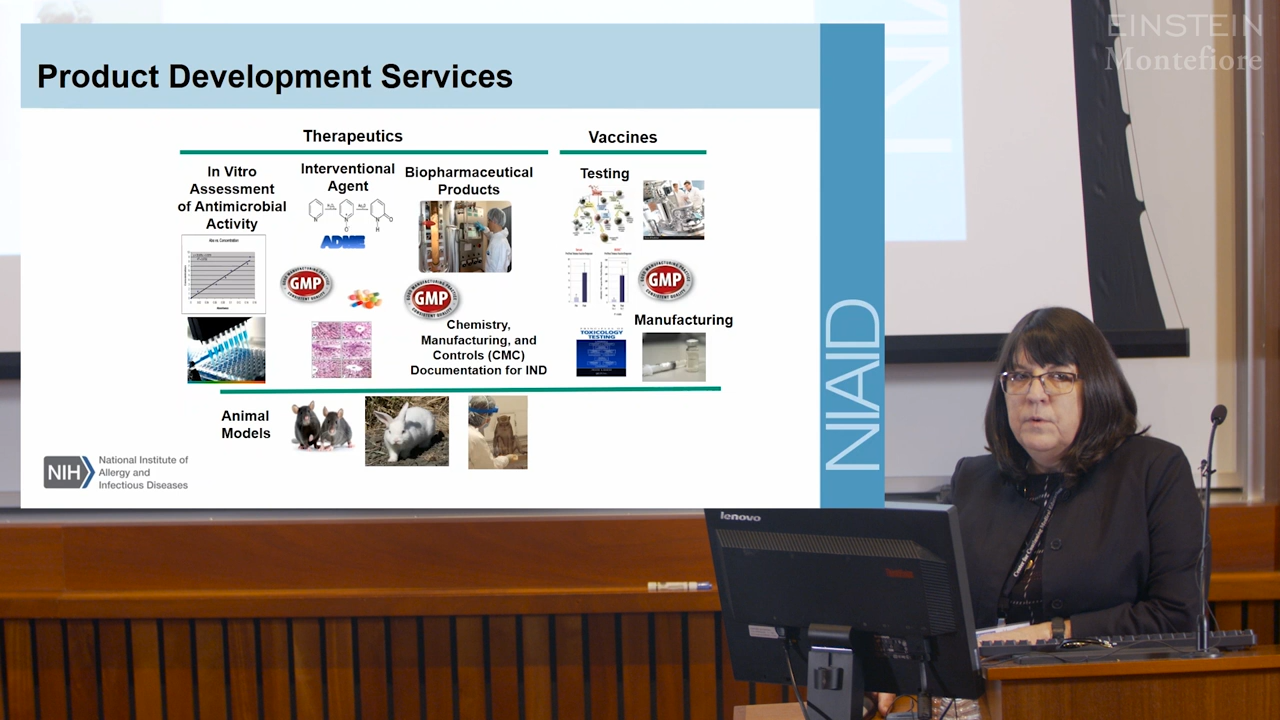 EINSTEIN
Montefiore
Product Development Services
Therapeutics
Vaccines
In Vitro
Assessment
of Antimicrobial
Activity
Interventional
Agent
ADME
GMP
Biopharmaceutical
Products
GMP
Chemistry,
Manufacturing, and
Controls (CMC)
Documentation for IND
Testing
GMP
TOXICOLOGY
TESTING
Manufacturing
Animal
Models
NIH
National Institute of
Allergy and
Infectious Diseases
NIAID
lenovo